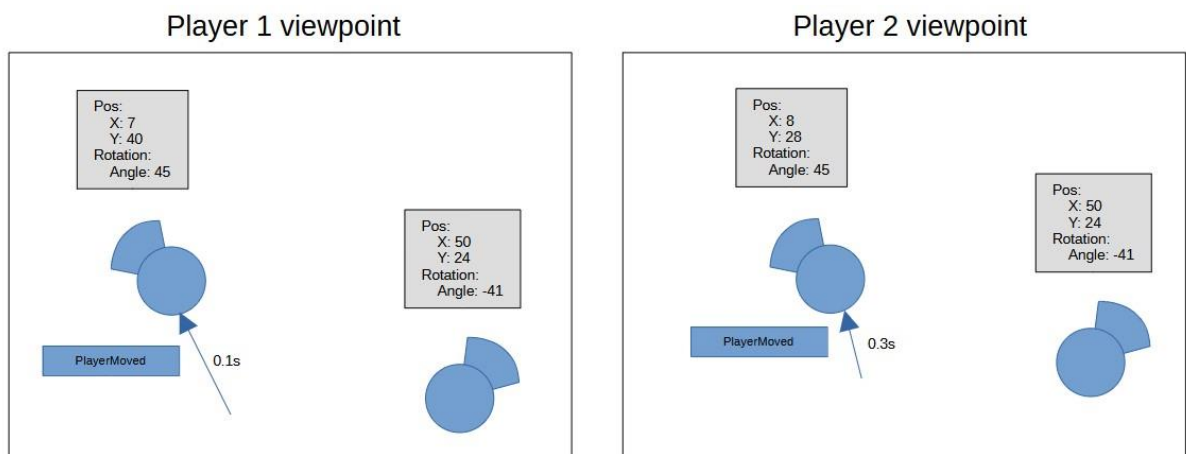 Player 1 viewpoint
Pos:
X: 7
Y: 40
Rotation:
Angle: 45
Pos:
X: 50
Y: 24
Rotation:
Angle: -41
PlayerMoved
0.1s
Player 2 viewpoint
Pos:
X: 8
Y: 28
Rotation:
Angle: 45
Pos:
X: 50
Y: 24
Rotation:
Angle: -41
PlayerMoved
0.3s